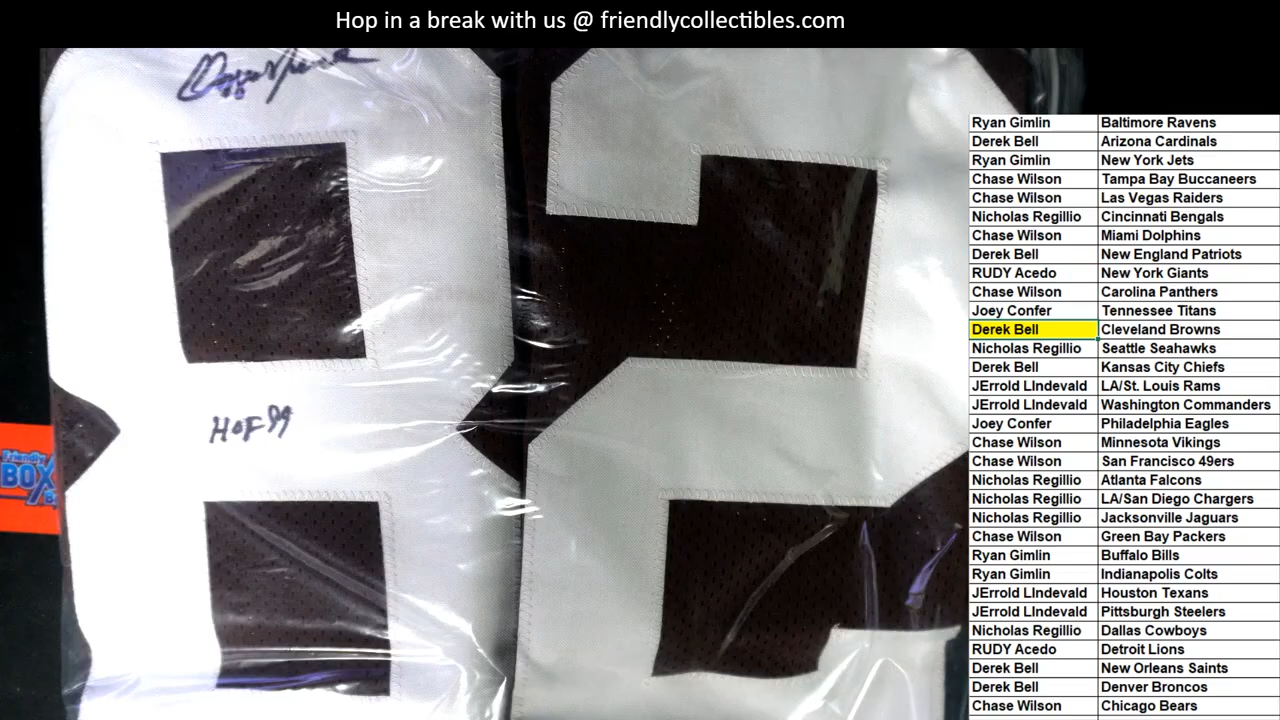 Hop in a break with us @ friendlycollectibles.com
82
HOF 99
Friendly
BOX
Ryan Gimlin Baltimore Ravens
Derek Bell Arizona Cardinals
Ryan Gimlin New York Jets
Chase Wilson Tampa Bay Buccaneers
Chase Wilson Las Vegas Raiders
Nicholas Regillio Cincinnati Bengals
Chase Wilson Miami Dolphins
Derek Bell New England Patriots
RUDY Acedo New York Giants
Chase Wilson Carolina Panthers
Joey Confer Tennessee Titans
Derek Bell Cleveland Browns
Nicholas Regillio Seattle Seahawks
Derek Bell Kansas City Chiefs
JErrold LIndevald LA/St. Louis Rams
JErrold LIndevald Washington Commanders
Joey Confer Philadelphia Eagles
Chase Wilson Minnesota Vikings
Chase Wilson San Francisco 49ers
Nicholas Regillio Atlanta Falcons
Nicholas Regillio LA/San Diego Chargers
Nicholas Regillio Jacksonville Jaguars
Chase Wilson Green Bay Packers
Ryan Gimlin Buffalo Bills
Ryan Gimlin Indianapolis Colts
JErrold LIndevald Houston Texans
JErrold LIndevald Pittsburgh Steelers
Nicholas Regillio Dallas Cowboys
RUDY Acedo Detroit Lions
Derek Bell New Orleans Saints
Derek Bell Denver Broncos
Chase Wilson Chicago Bears